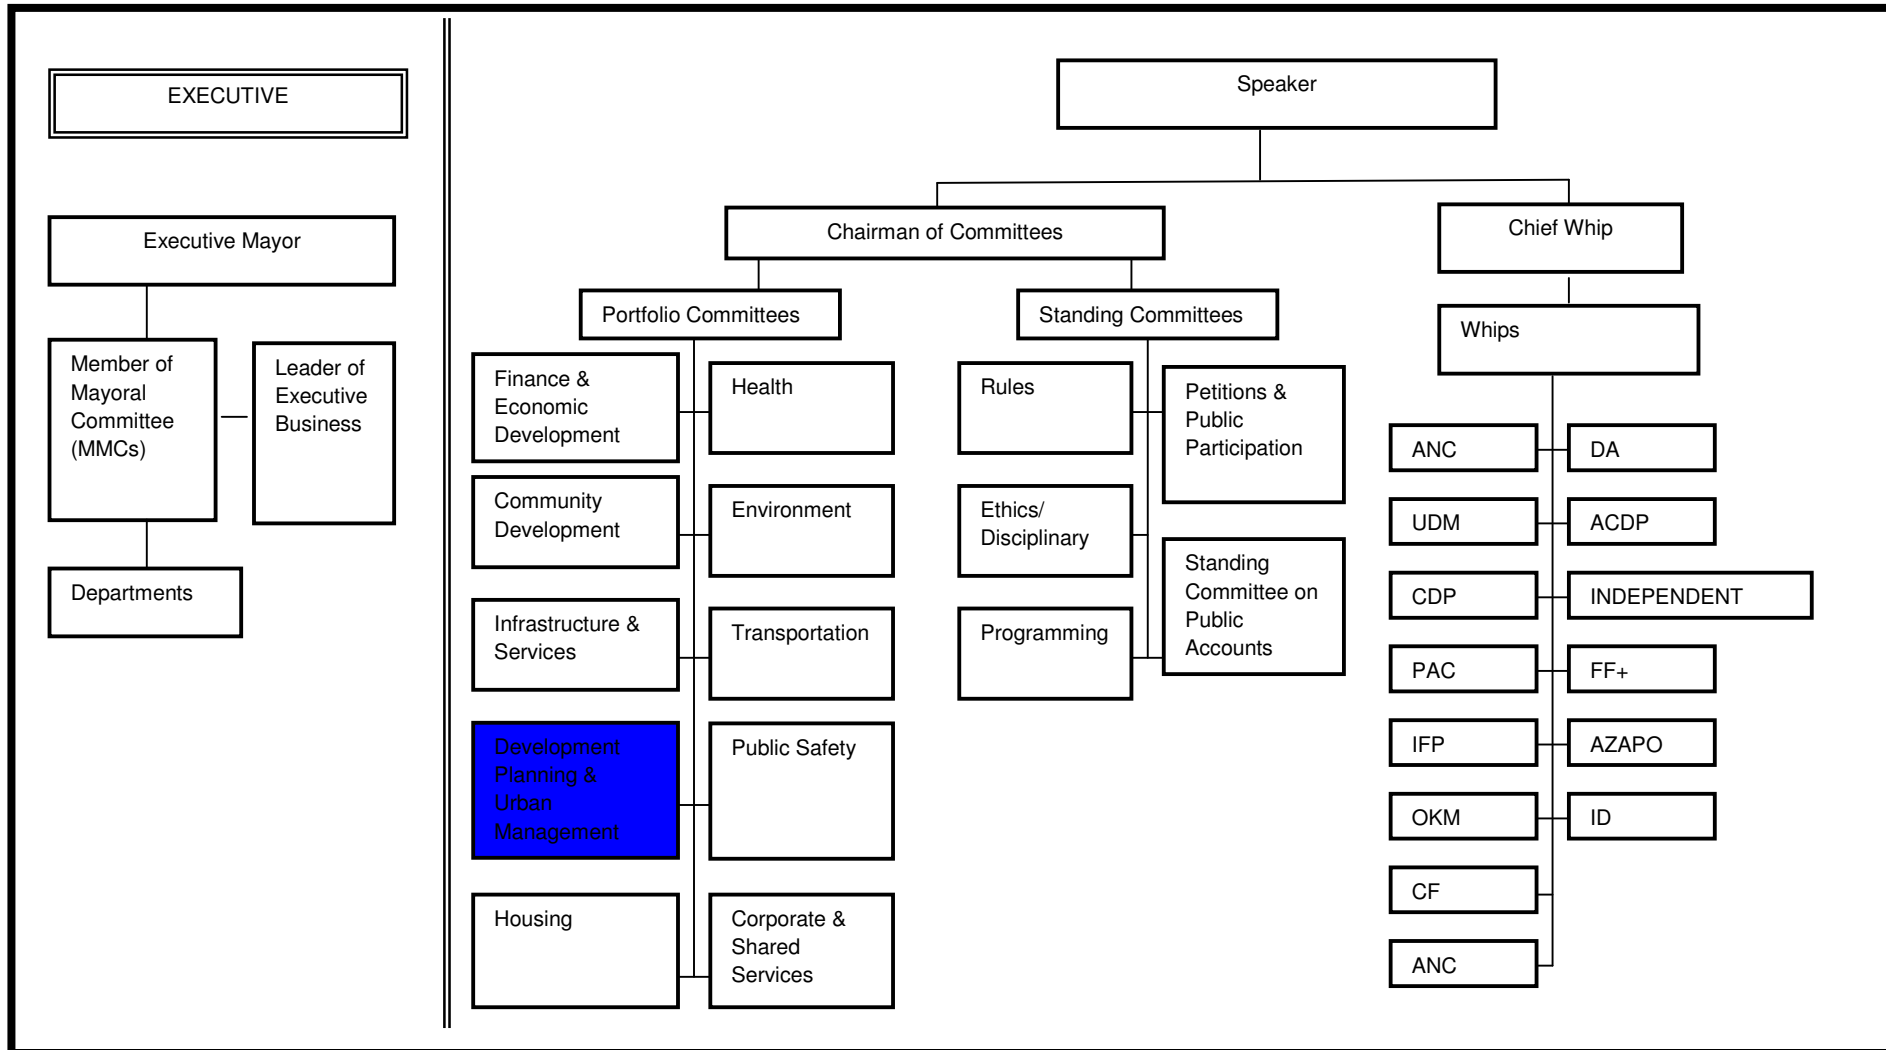 EXECUTIVE
Executive Mayor
Member of
Mayoral
Committee
(MMCs)
Leader of
Executive
Business
Departments
Speaker
Chairman of Committees
Chief Whip
Portfolio Committees
Standing Committees
Whips
Finance &
Economic
Development
Health
Community
Development
Environment
Infrastructure &
Services
Transportation
Development
Planning &
Urban
Management
Public Safety
Housing
Corporate &
Shared
Services
Rules
Petitions &
Public
Participation
Ethics/
Disciplinary
Standing
Committee on
Public
Accounts
Programming
ANC
DA
UDM
ACDP
CDP
INDEPENDENT
PAC
FF+
IFP
AZAPO
OKM
ID
CF
ANC